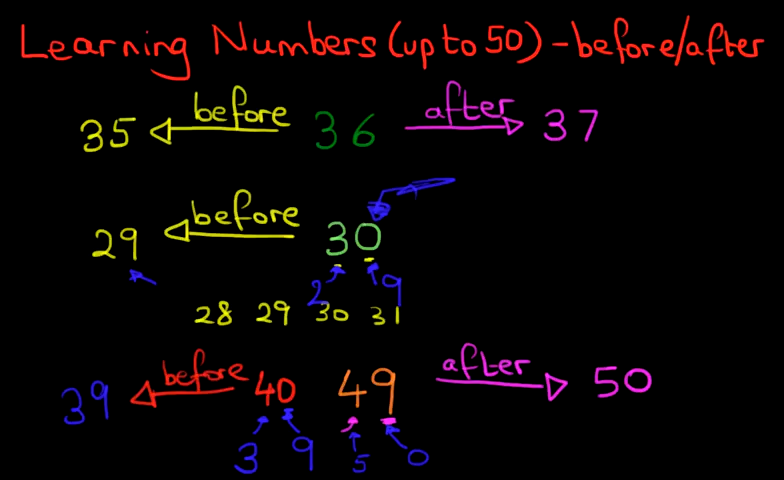 Learning Numbers (up to 50) - before/after
35 before 36 after 37
29 before 30
2 9
28 29 30 31
39 before 40 49 after 50
3 9 5 0